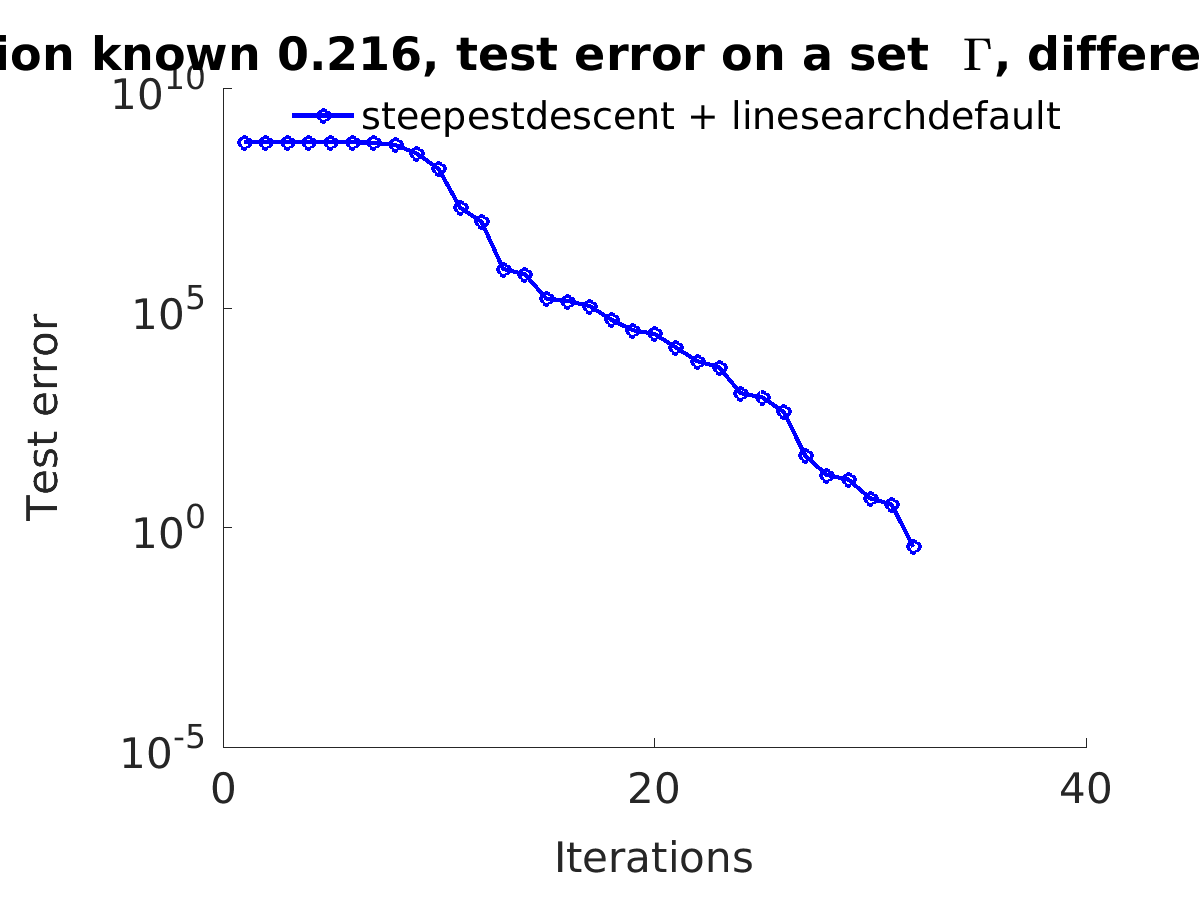 ion known 0.216, test error on a set Γ, differe
10^10
steepestdescent + linesearchdefault
10^5
Test error
10^0
10^-5
0 20 40
Iterations